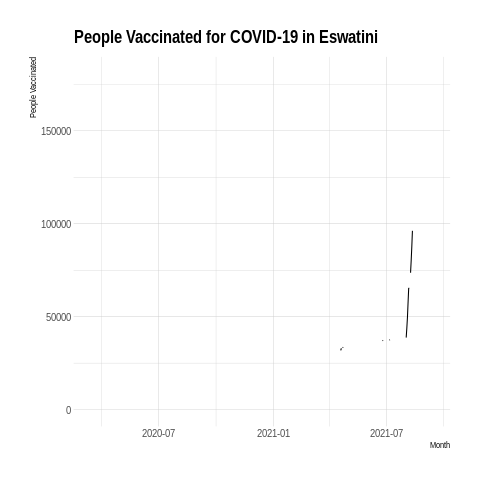 People Vaccinated for COVID-19 in Eswatini
People Vaccinated
150000
100000
50000
0
2020-07 2021-01 2021-07
Month